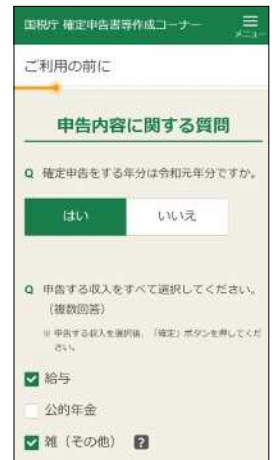 国税庁 確定申告書等作成コーナー
メニュー
ご利用の前に
申告内容に関する質問
Q 確定申告をする年分は令和元年分ですか。
はい いいえ
Q 申告する収入をすべて選択してください。
（複数回答）
※ 申告する収入を選択後、「確定」ボタンを押してくだ
さい。
給与
公的年金
雑（その他） ?